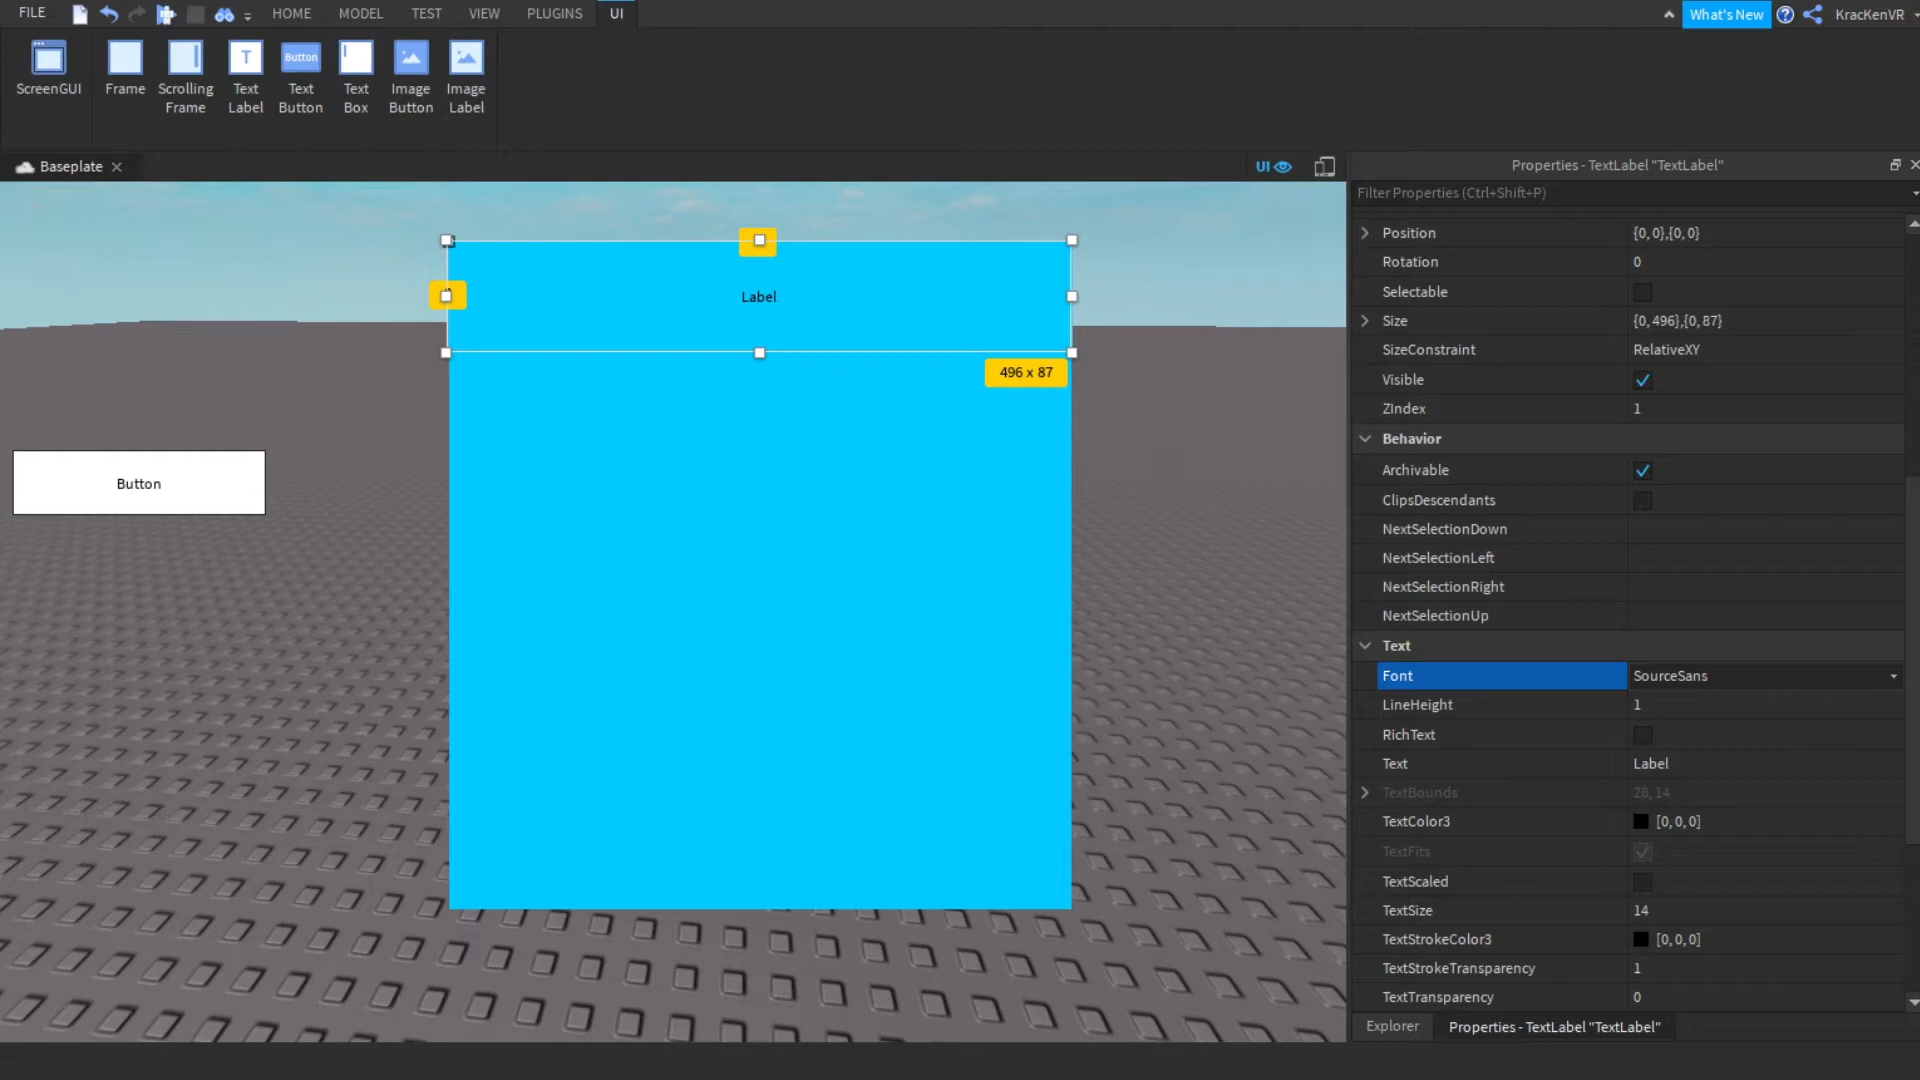 FILE
HOME
MODEL
TEST
VIEW
PLUGINS
UI
What's New
KracKenVR
ScreenGUI
Frame
Scrolling
Frame
Text
Label
Button
Text
Button
Text
Box
Image
Button
Image
Label
Baseplate
UI
Properties - TextLabel "TextLabel"
Filter Properties (Ctrl+Shift+P)
Position {0, 0},{0, 0}
Rotation 0
Selectable
Size {0, 496},{0, 87}
SizeConstraint RelativeXY
Visible
ZIndex 1
Behavior
Archivable
ClipsDescendants
NextSelectionDown
NextSelectionLeft
NextSelectionRight
NextSelectionUp
Text
Font SourceSans
LineHeight 1
RichText
Text Label
TextBounds 28, 14
TextColor3 [0, 0, 0]
TextFits
TextScaled
TextSize 14
TextStrokeColor3 [0, 0, 0]
TextStrokeTransparency 1
TextTransparency 0
Explorer
Properties - TextLabel "TextLabel"
Label
496 x 87
Button